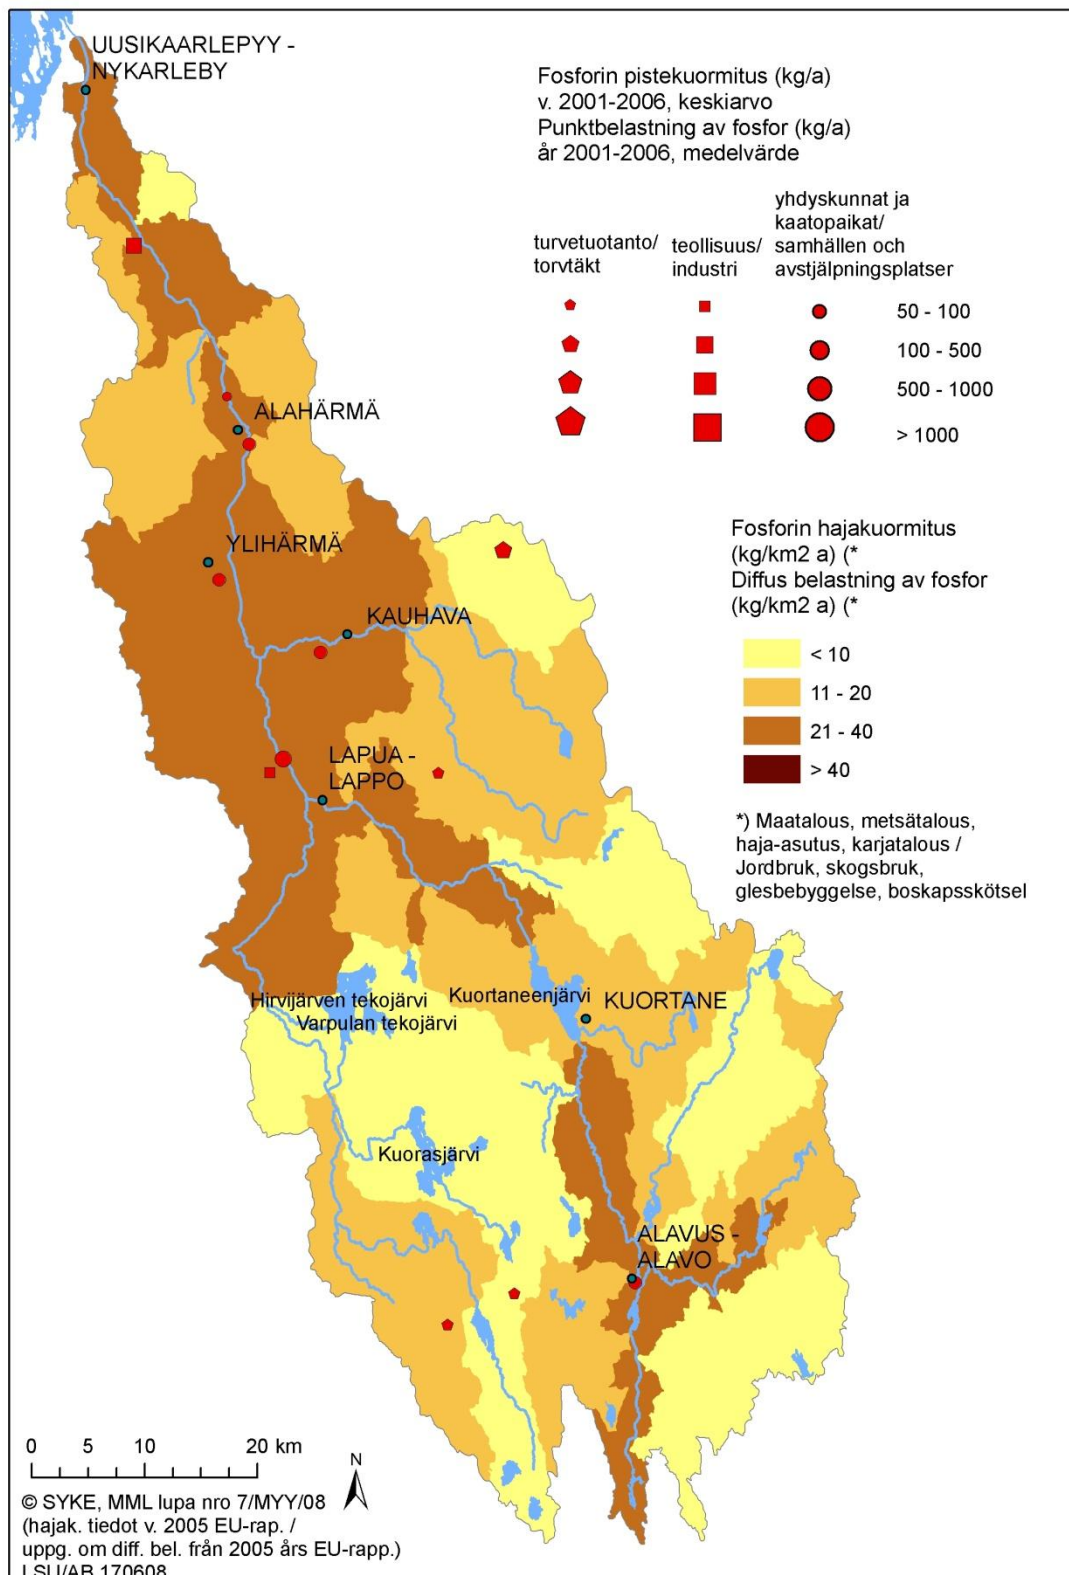 UUSIKAARLEPYY -
NYKARLEBY
Fosforin pistekuormitus (kg/a)
v. 2001-2006, keskiarvo
Punktbelastning av fosfor (kg/a)
år 2001-2006, medelvärde
turvetuotanto/
torvtäkt
teollisuus/
industri
yhdyskunnat ja
kaatopaikat/
samhällen och
avstjälpningsplatser
50 - 100
100 - 500
500 - 1000
> 1000
ALAHÄRMÄ
YLIHÄRMÄ
KAUHAVA
LAPUA -
LAPPO
Fosforin hajakuormitus
(kg/km2 a) (*
Diffus belastning av fosfor
(kg/km2 a) (*
< 10
11 - 20
21 - 40
> 40
*) Maatalous, metsätalous,
haja-asutus, karjatalous /
Jordbruk, skogsbruk,
glesbebyggelse, boskapsskötsel
Hirvijärven tekojärvi
Varpulan tekojärvi
Kuortaneenjärvi
KUORTANE
Kuorasjärvi
ALAVUS -
ALAVO
0 5 10 20 km
N
© SYKE, MML lupa nro 7/MYY/08
(hajak. tiedot v. 2005 EU-rap. /
uppg. om diff. bel. från 2005 års EU-rapp.)
LSU/AB 170608